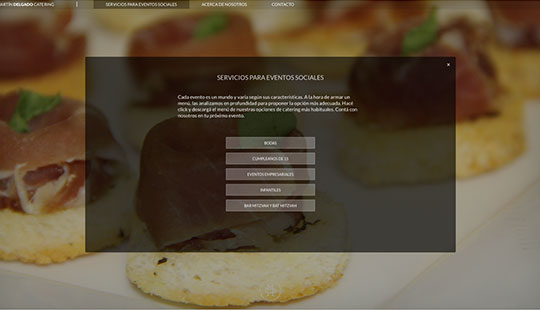 ARTÍN DELGADO CATERING
SERVICIOS PARA EVENTOS SOCIALES
ACERCA DE NOSOTROS
CONTACTO
×
SERVICIOS PARA EVENTOS SOCIALES
Cada evento es un mundo y varía según sus características. A la hora de armar un
menú, las analizamos en profundidad para proponer la opción más adecuada. Hacé
click y descargá el menú de nuestras opciones de catering más habituales. Contá con
nosotros en tu próximo evento.
BODAS
CUMPLEAÑOS DE 15
EVENTOS EMPRESARIALES
INFANTILES
BAR MITZVAH Y BAT MITZVAH